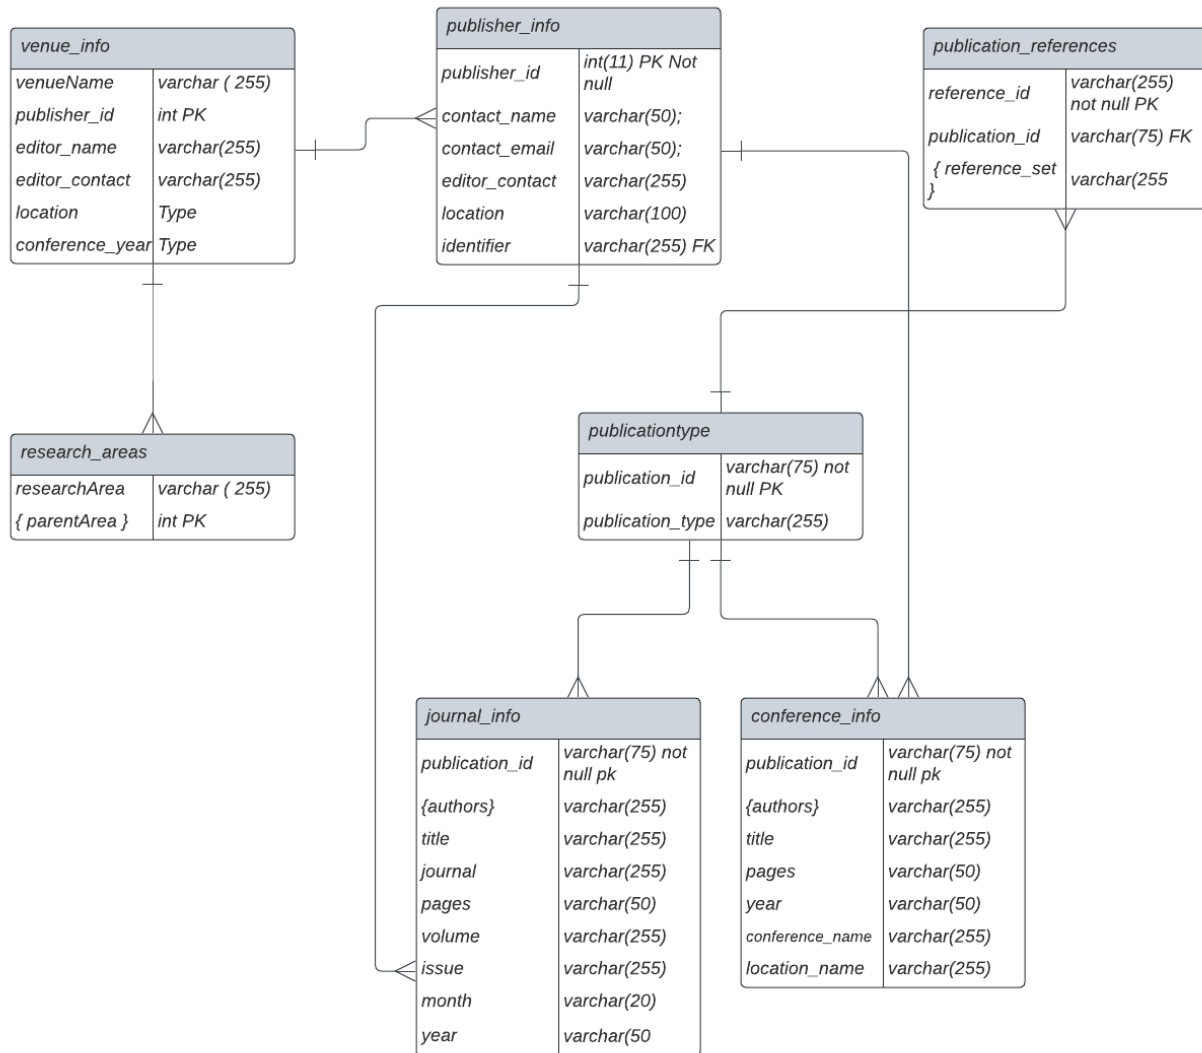 venue_info
venueName varchar ( 255)
publisher_id int PK
editor_name varchar(255)
editor_contact varchar(255)
location Type
conference_year Type
publisher_info
publisher_id int(11) PK Not
null
contact_name varchar(50);
contact_email varchar(50);
editor_contact varchar(255)
location varchar(100)
identifier varchar(255) FK
publication_references
reference_id varchar(255)
not null PK
publication_id varchar(75) FK
{ reference_set
} varchar(255
research_areas
researchArea varchar ( 255)
{ parentArea } int PK
publicationtype
publication_id varchar(75) not
null PK
publication_type varchar(255)
journal_info
publication_id varchar(75) not
null pk
{authors} varchar(255)
title varchar(255)
journal varchar(255)
pages varchar(50)
volume varchar(255)
issue varchar(255)
month varchar(20)
year varchar(50
conference_info
publication_id varchar(75) not
null pk
{authors} varchar(255)
title varchar(255)
pages varchar(50)
year varchar(50)
conference_name varchar(255)
location_name varchar(255)